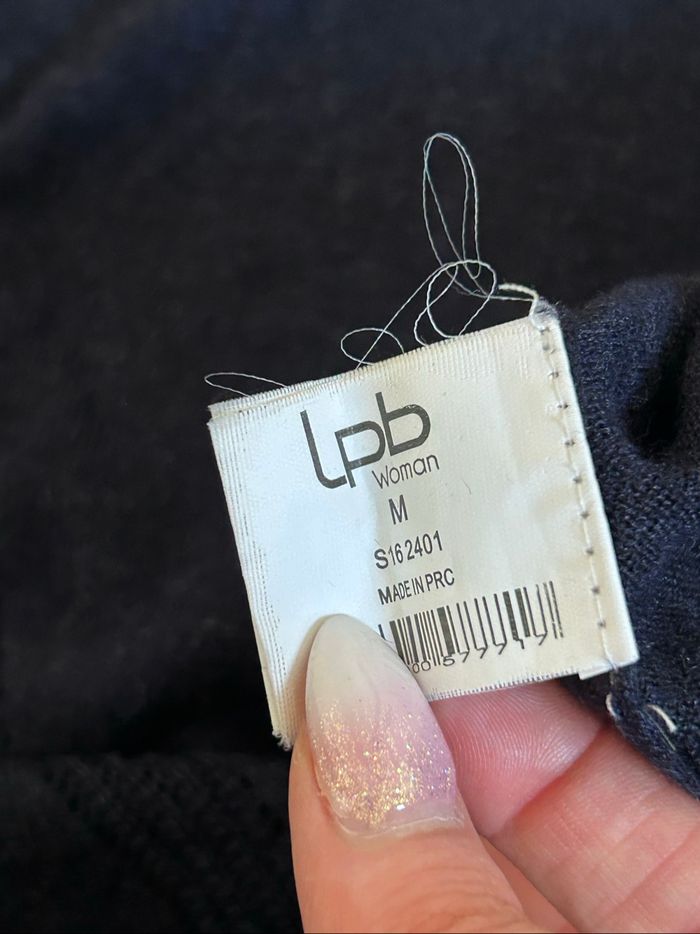 lpb
Woman
M
S16 2401
MADE IN PRC